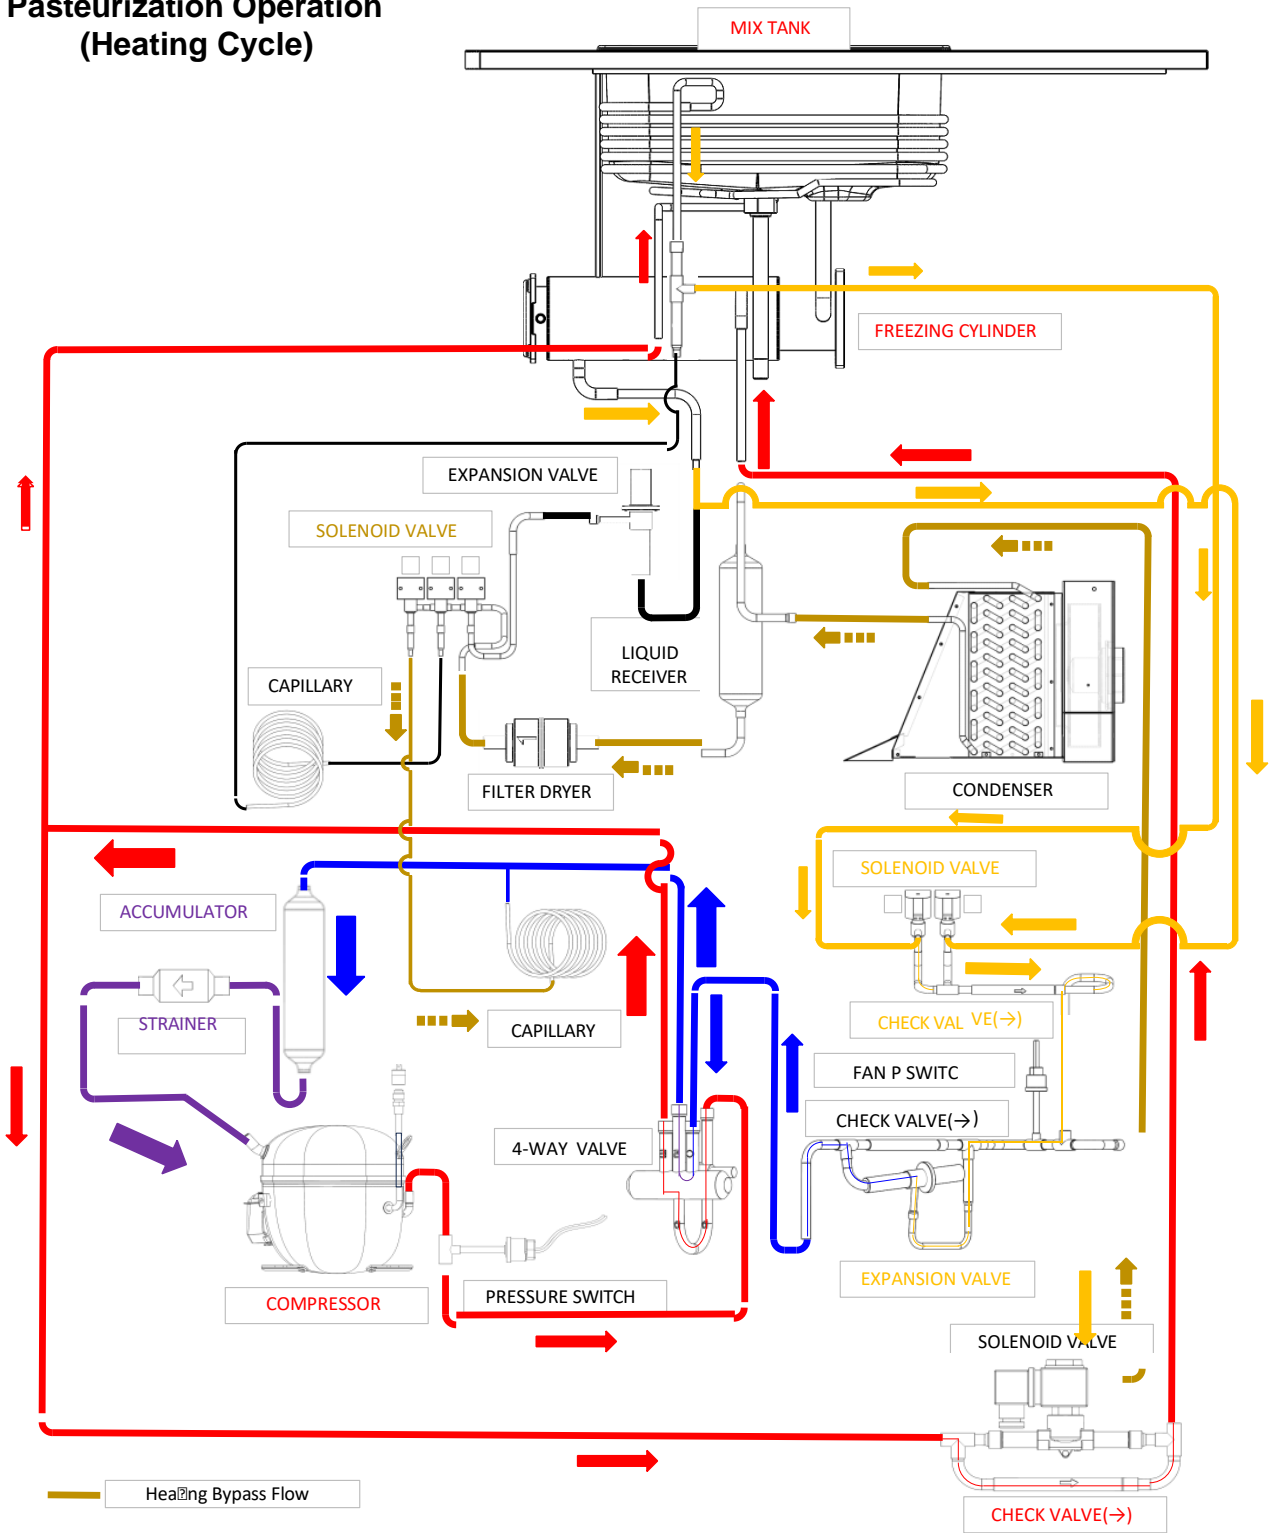 Pasteurization Operation
(Heating Cycle)
MIX TANK
FREEZING CYLINDER
EXPANSION VALVE
SOLENOID VALVE
LIQUID
RECEIVER
CAPILLARY
FILTER DRYER
CONDENSER
SOLENOID VALVE
ACCUMULATOR
STRAINER
CAPILLARY
CHECK VAL VE(→)
FAN P SWITC
CHECK VALVE(→)
4-WAY VALVE
EXPANSION VALVE
COMPRESSOR
PRESSURE SWITCH
SOLENOID VALVE
Hea⍰ng Bypass Flow
CHECK VALVE(→)